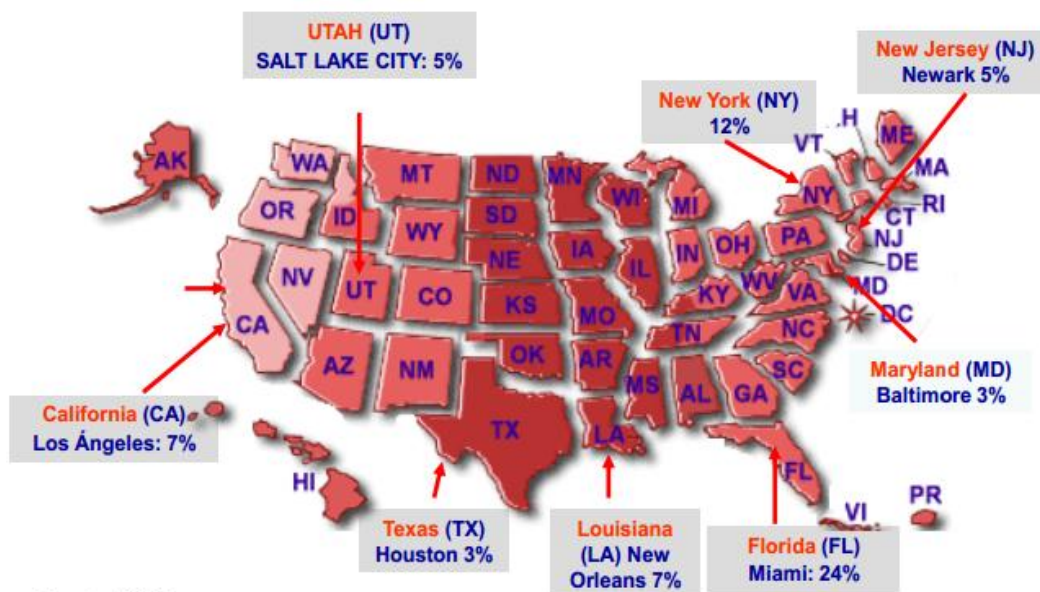 UTAH (UT)
SALT LAKE CITY: 5%
New Jersey (NJ)
Newark 5%
New York (NY)
12%
.H
VT
ME
AK
WA
MT
ND
MN
MA
OR
ID
SD
WI
MI
NY
RI
CT
WY
IA
PA
NJ
NE
IN
OH
NV
IL
DE
UT
CO
WV
MD
KS
KY
VA
DC
CA
MO
NC
TN
OK
AR
AZ
NM
SC
MS
AL
GA
Maryland (MD)
Baltimore 3%
California (CA)
Los Ángeles: 7%
TX
LA
HI
FL
PR
VI
Texas (TX)
Houston 3%
Louisiana
(LA) New
Orleans 7%
Florida (FL)
Miami: 24%